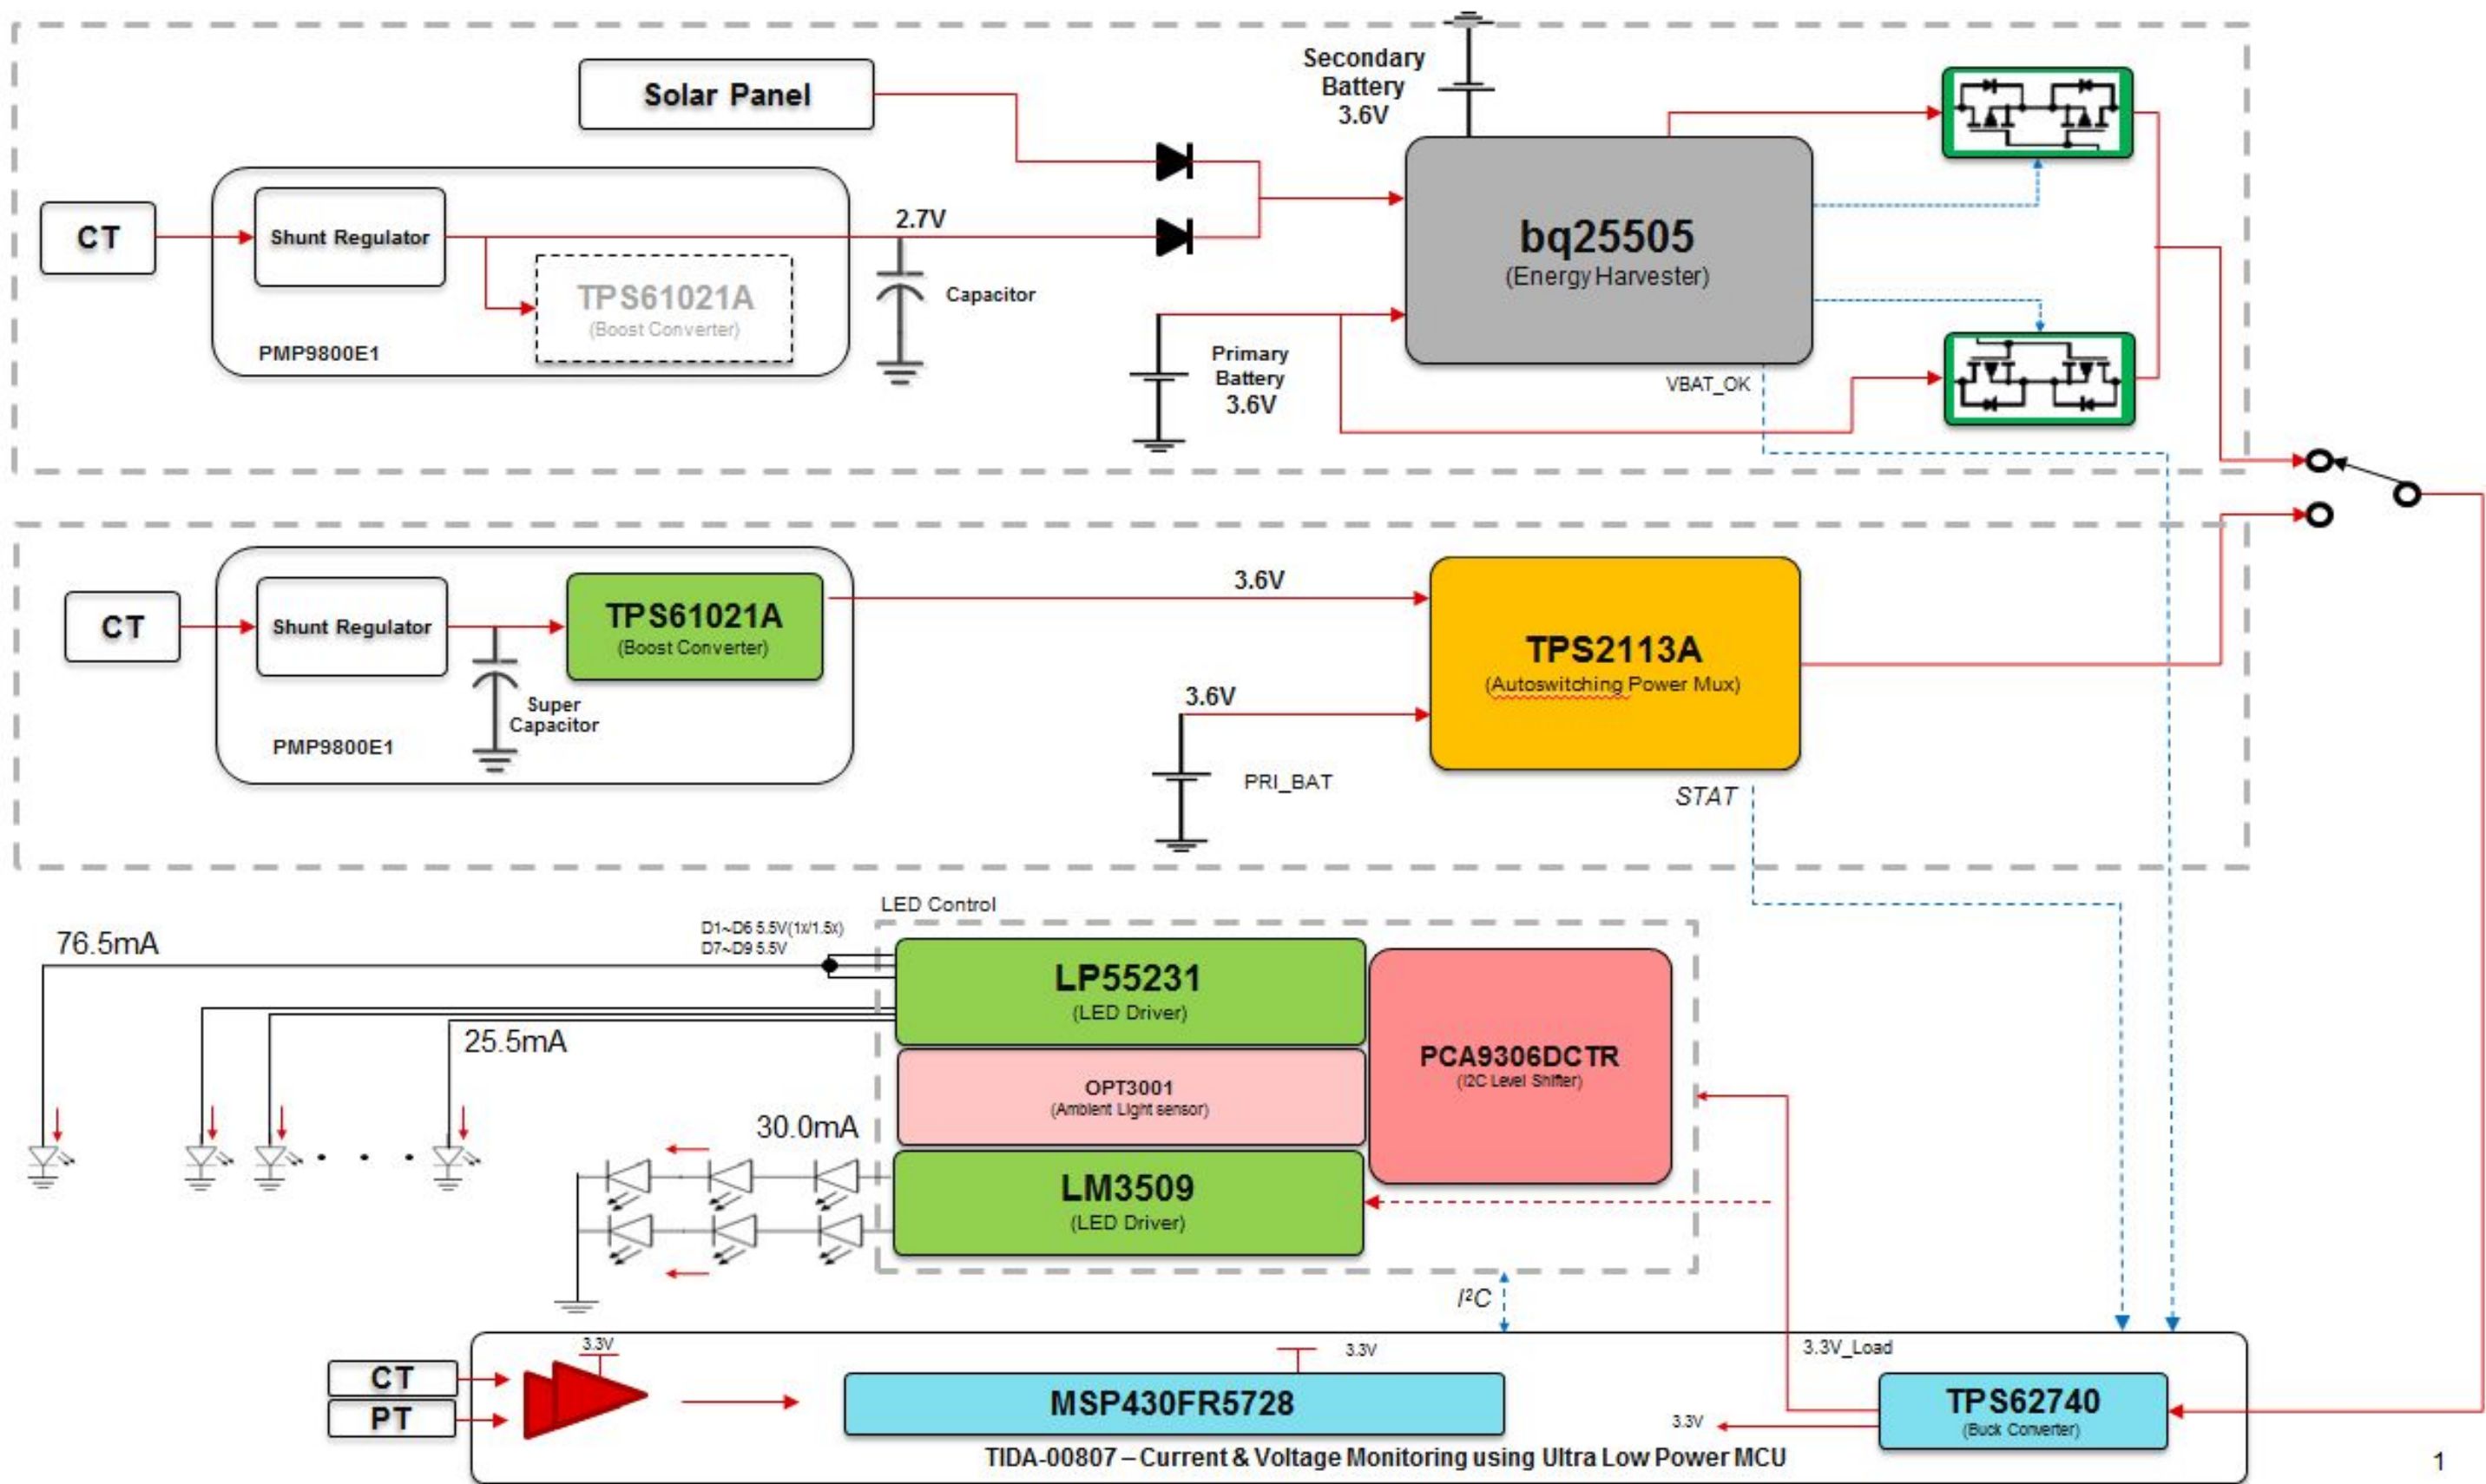 Solar Panel
Secondary
Battery
3.6V
CT
Shunt Regulator
TPS61021A
(Boost Converter)
PMP9800E1
2.7V
Capacitor
Primary
Battery
3.6V
bq25505
(Energy Harvester)
VBAT_OK
CT
Shunt Regulator
TPS61021A
(Boost Converter)
Super
Capacitor
PMP9800E1
3.6V
3.6V
PRI_BAT
TPS2113A
(Autoswitching Power Mux)
STAT
LED Control
76.5mA
D1~D6 5.5V(1x/1.5x)
D7~D9 5.5V
25.5mA
30.0mA
LP55231
(LED Driver)
OPT3001
(Ambient Light sensor)
LM3509
(LED Driver)
PCA9306DCTR
(I2C Level Shifter)
I²C
CT
PT
3.3V
3.3V
MSP430FR5728
3.3V_Load
3.3V
TPS62740
(Buck Converter)
TIDA-00807 – Current & Voltage Monitoring using Ultra Low Power MCU
1